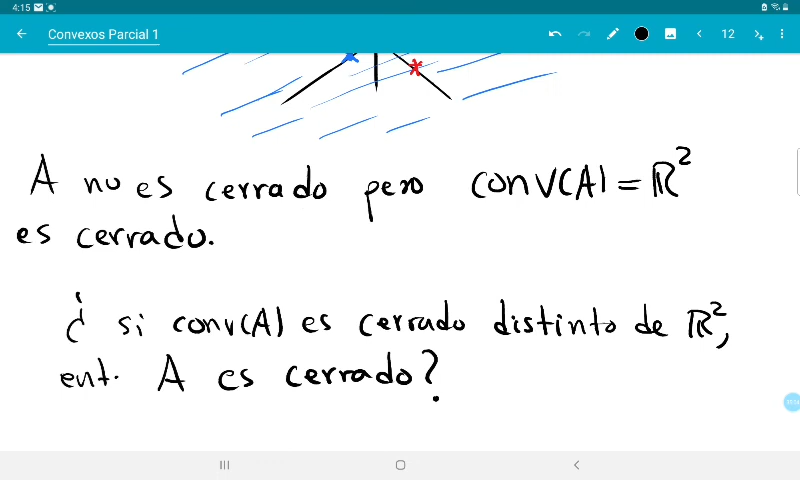 4:15
Convexos Parcial 1
12
A no es cerrado pero conv(A) = ℝ²
es cerrado.
¿ si conv(A) es cerrado distinto de ℝ²,
ent. A es cerrado?